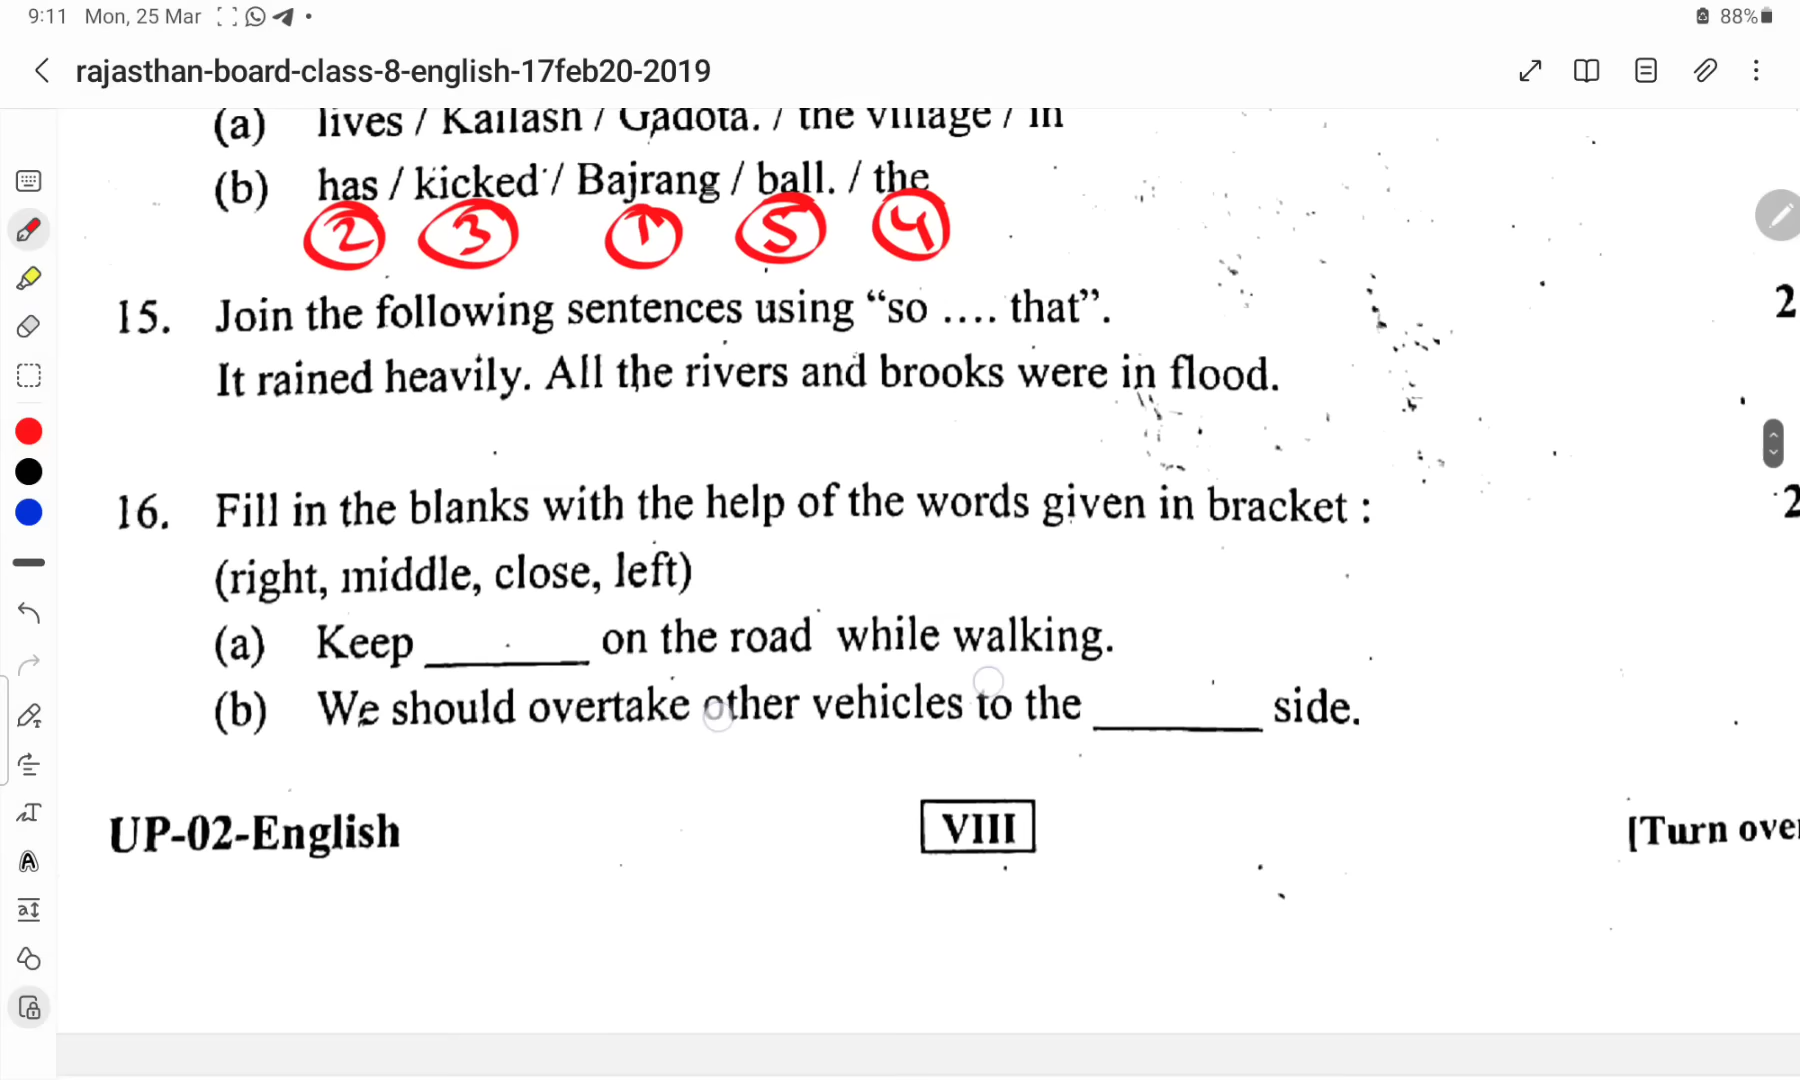 9:11 Mon, 25 Mar 88%
rajasthan-board-class-8-english-17feb20-2019
(a) lives / Kailash / Gadota. / the village / in
(b) has / kicked / Bajrang / ball. / the
2 3 1 5 4
15. Join the following sentences using “so .... that”. 2
It rained heavily. All the rivers and brooks were in flood.
16. Fill in the blanks with the help of the words given in bracket : 2
(right, middle, close, left)
(a) Keep ________ on the road while walking.
(b) We should overtake other vehicles to the ________ side.
UP-02-English VIII [Turn over